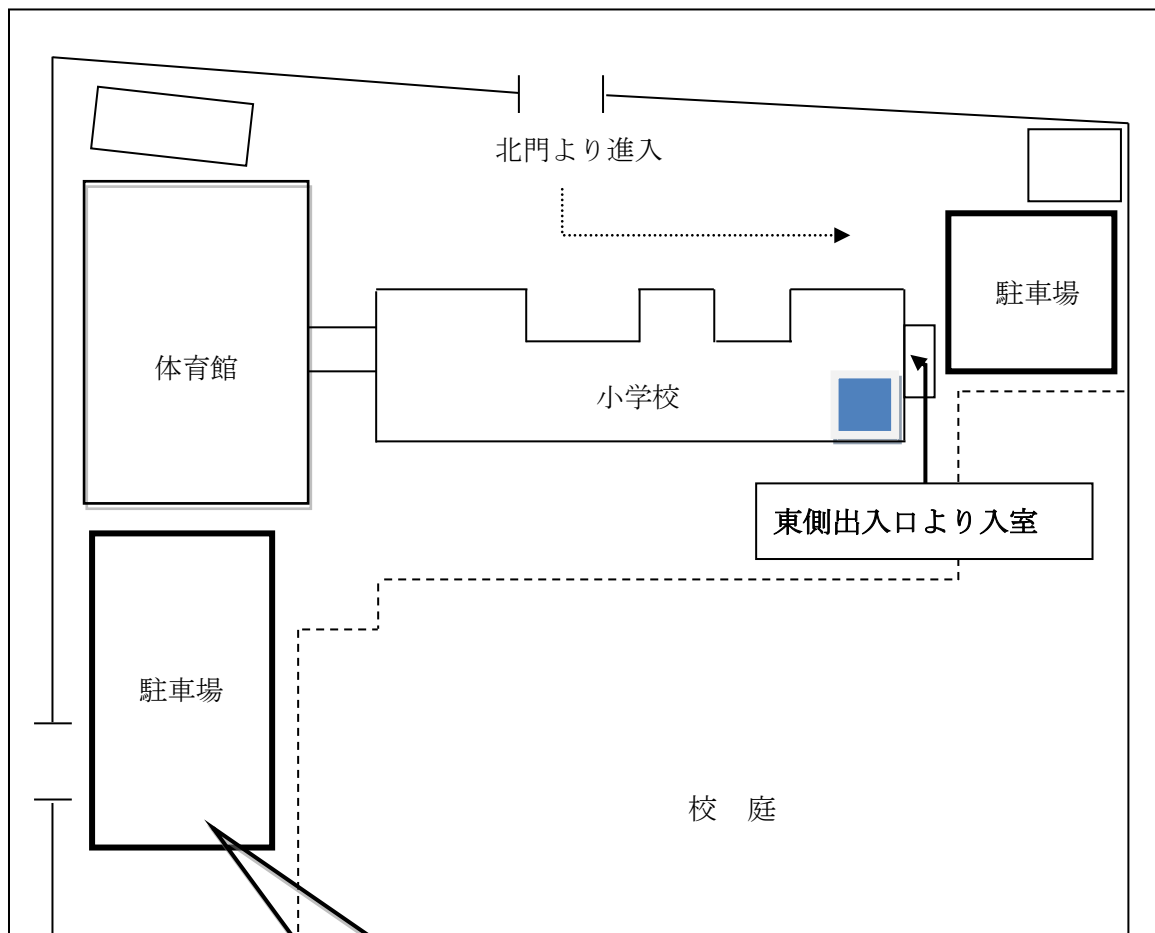 北門より進入
駐車場
体育館
小学校
東側出入口より入室
駐車場
校　庭